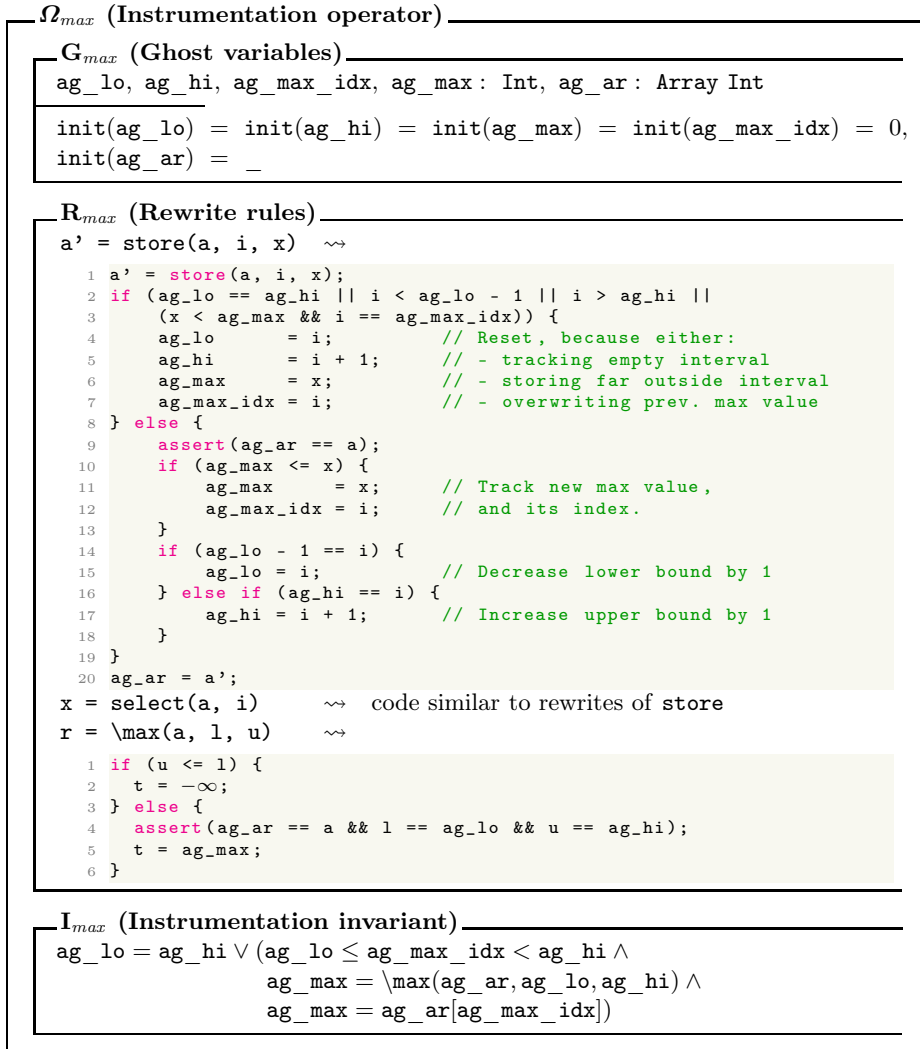 Ω_max (Instrumentation operator)
G_max (Ghost variables)
ag_lo, ag_hi, ag_max_idx, ag_max : Int, ag_ar : Array Int
init(ag_lo) = init(ag_hi) = init(ag_max) = init(ag_max_idx) = 0,
init(ag_ar) = _
R_max (Rewrite rules)
a' = store(a, i, x) ⇝
1 a' = store(a, i, x);
2 if (ag_lo == ag_hi || i < ag_lo - 1 || i > ag_hi ||
3     (x < ag_max && i == ag_max_idx)) {
4     ag_lo      = i;         // Reset, because either:
5     ag_hi      = i + 1;     // - tracking empty interval
6     ag_max     = x;         // - storing far outside interval
7     ag_max_idx = i;         // - overwriting prev. max value
8 } else {
9     assert(ag_ar == a);
10     if (ag_max <= x) {
11         ag_max     = x;     // Track new max value,
12         ag_max_idx = i;     // and its index.
13     }
14     if (ag_lo - 1 == i) {
15         ag_lo = i;          // Decrease lower bound by 1
16     } else if (ag_hi == i) {
17         ag_hi = i + 1;      // Increase upper bound by 1
18     }
19 }
20 ag_ar = a';
x = select(a, i) ⇝ code similar to rewrites of store
r = \max(a, l, u) ⇝
1 if (u <= l) {
2   t = −∞;
3 } else {
4   assert(ag_ar == a && l == ag_lo && u == ag_hi);
5   t = ag_max;
6 }
I_max (Instrumentation invariant)
ag_lo = ag_hi ∨ (ag_lo ≤ ag_max_idx < ag_hi ∧
ag_max = \max(ag_ar, ag_lo, ag_hi) ∧
ag_max = ag_ar[ag_max_idx])